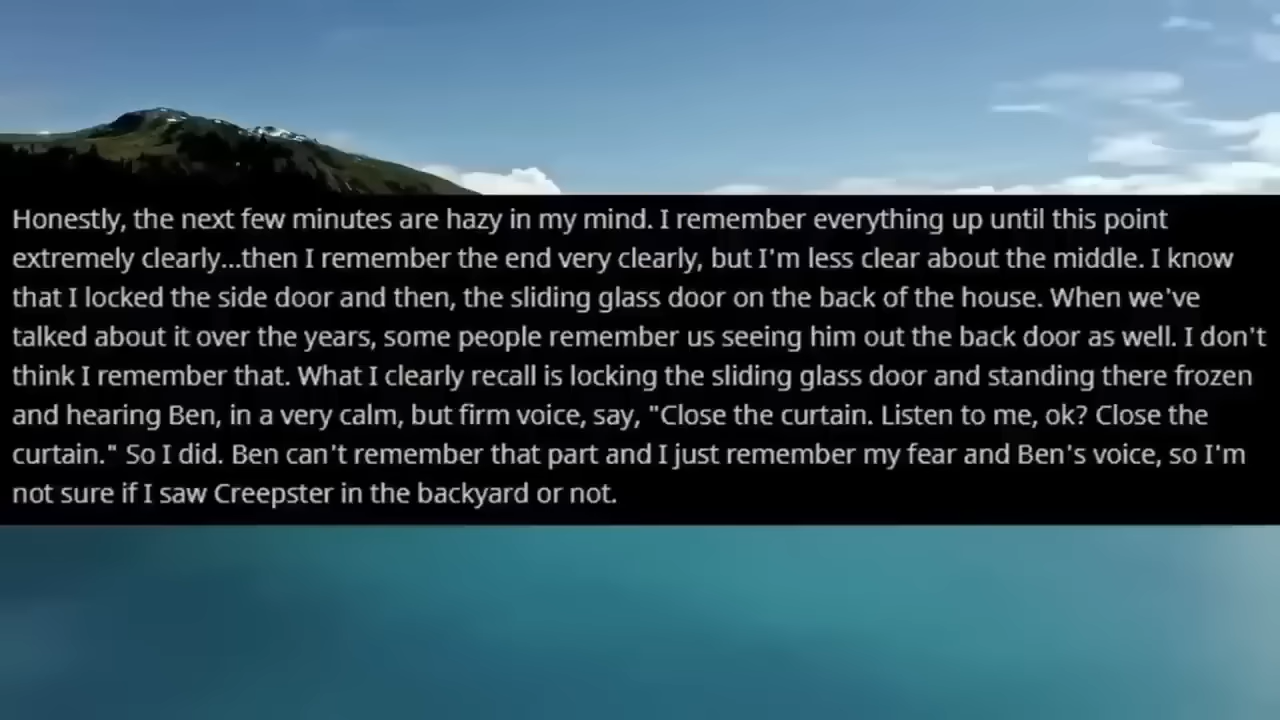 Honestly, the next few minutes are hazy in my mind. I remember everything up until this point
extremely clearly...then I remember the end very clearly, but I'm less clear about the middle. I know
that I locked the side door and then, the sliding glass door on the back of the house. When we've
talked about it over the years, some people remember us seeing him out the back door as well. I don't
think I remember that. What I clearly recall is locking the sliding glass door and standing there frozen
and hearing Ben, in a very calm, but firm voice, say, "Close the curtain. Listen to me, ok? Close the
curtain." So I did. Ben can't remember that part and I just remember my fear and Ben's voice, so I'm
not sure if I saw Creepster in the backyard or not.